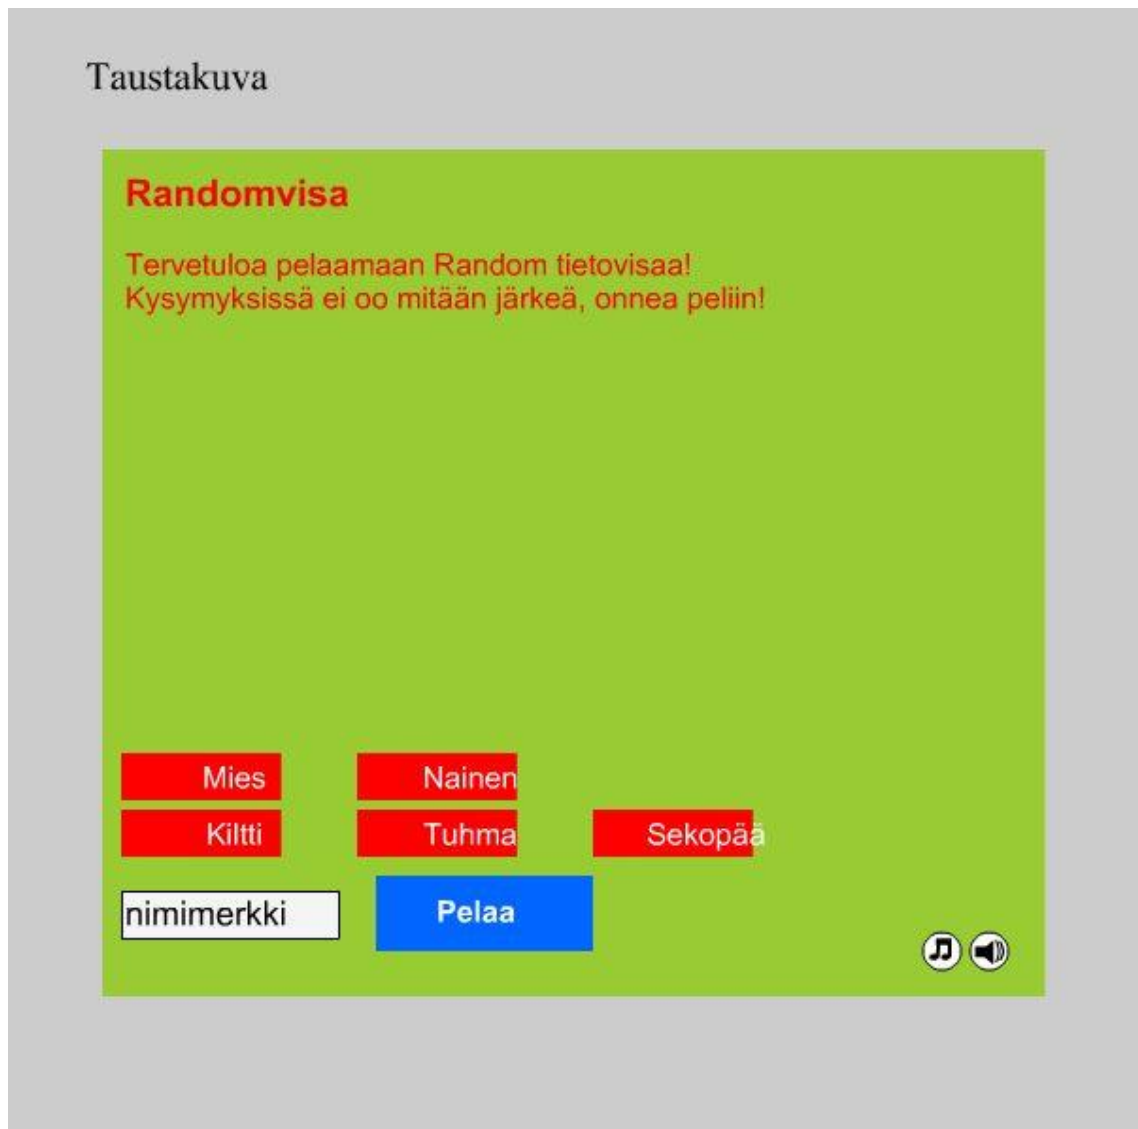 Taustakuva
Randomvisa
Tervetuloa pelaamaan Random tietovisaa!
Kysymyksissä ei oo mitään järkeä, onnea peliin!
Mies Nainen
Kiltti Tuhma Sekopää
nimimerkki Pelaa